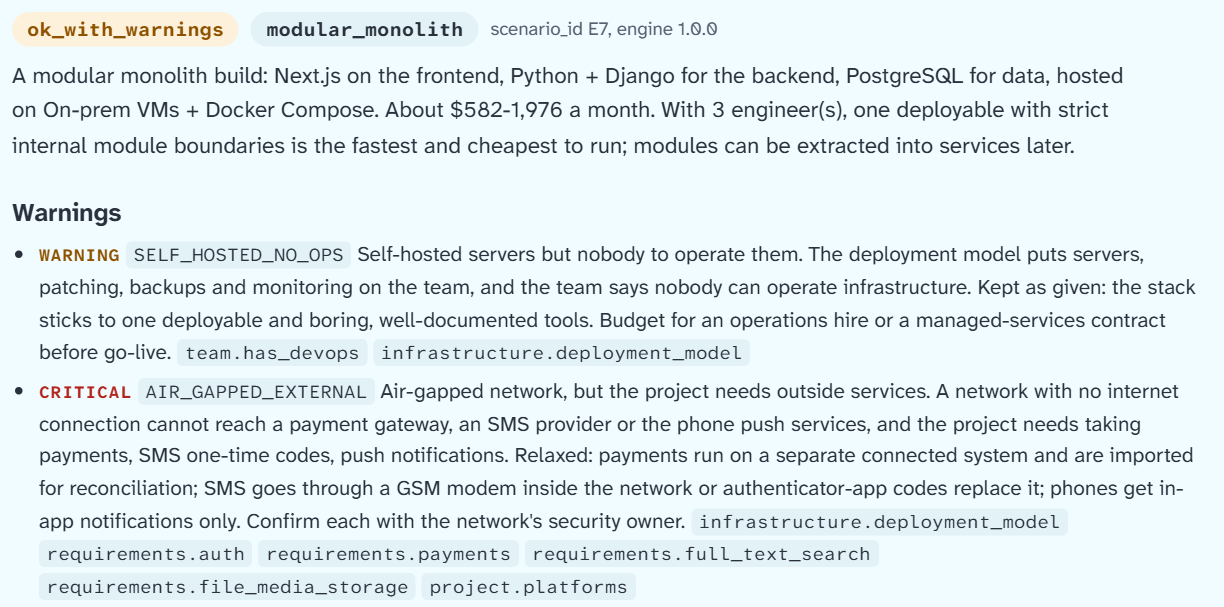 ok_with_warnings modular_monolith scenario_id E7, engine 1.0.0
A modular monolith build: Next.js on the frontend, Python + Django for the backend, PostgreSQL for data, hosted
on On-prem VMs + Docker Compose. About $582-1,976 a month. With 3 engineer(s), one deployable with strict
internal module boundaries is the fastest and cheapest to run; modules can be extracted into services later.
Warnings
• WARNING SELF_HOSTED_NO_OPS Self-hosted servers but nobody to operate them. The deployment model puts servers,
patching, backups and monitoring on the team, and the team says nobody can operate infrastructure. Kept as given: the stack
sticks to one deployable and boring, well-documented tools. Budget for an operations hire or a managed-services contract
before go-live. team.has_devops infrastructure.deployment_model
• CRITICAL AIR_GAPPED_EXTERNAL Air-gapped network, but the project needs outside services. A network with no internet
connection cannot reach a payment gateway, an SMS provider or the phone push services, and the project needs taking
payments, SMS one-time codes, push notifications. Relaxed: payments run on a separate connected system and are imported
for reconciliation; SMS goes through a GSM modem inside the network or authenticator-app codes replace it; phones get in-
app notifications only. Confirm each with the network's security owner. infrastructure.deployment_model
requirements.auth requirements.payments requirements.full_text_search
requirements.file_media_storage project.platforms